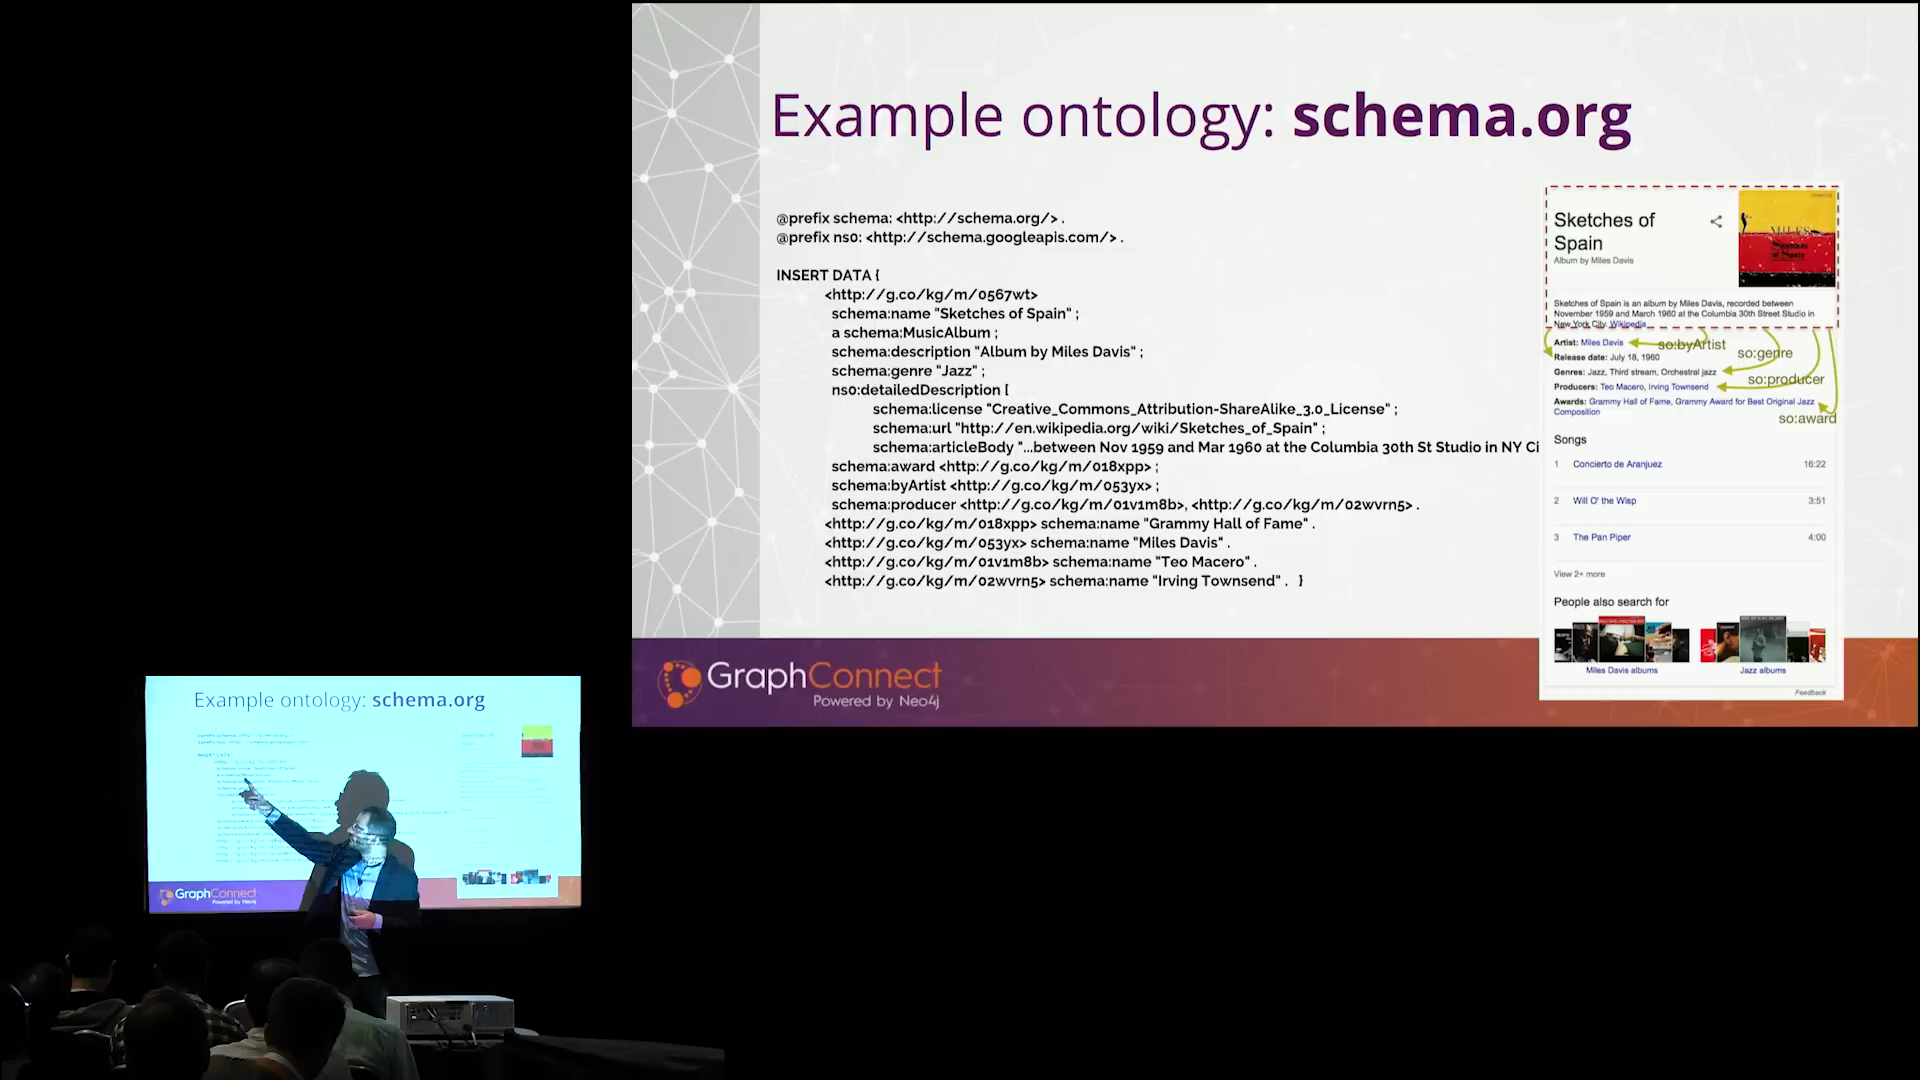 Example ontology: schema.org
@prefix schema: <http://schema.org/> .
@prefix ns0: <http://schema.googleapis.com/> .
INSERT DATA {
<http://g.co/kg/m/0567wt>
schema:name "Sketches of Spain" ;
a schema:MusicAlbum ;
schema:description "Album by Miles Davis" ;
schema:genre "Jazz" ;
ns0:detailedDescription [
schema:license "Creative_Commons_Attribution-ShareAlike_3.0_License" ;
schema:url "http://en.wikipedia.org/wiki/Sketches_of_Spain" ;
schema:articleBody "...between Nov 1959 and Mar 1960 at the Columbia 30th St Studio in NY Ci
schema:award <http://g.co/kg/m/018xpp> ;
schema:byArtist <http://g.co/kg/m/053yx> ;
schema:producer <http://g.co/kg/m/01v1m8b>, <http://g.co/kg/m/02wvrn5> .
<http://g.co/kg/m/018xpp> schema:name "Grammy Hall of Fame" .
<http://g.co/kg/m/053yx> schema:name "Miles Davis" .
<http://g.co/kg/m/01v1m8b> schema:name "Teo Macero" .
<http://g.co/kg/m/02wvrn5> schema:name "Irving Townsend" . }
Sketches of
Spain
Album by Miles Davis
MILES
Sketches of Spain is an album by Miles Davis, recorded between
November 1959 and March 1960 at the Columbia 30th Street Studio in
New York City. Wikipedia
Artist: Miles Davis
so:byArtist
Release date: July 18, 1960
so:genre
Genres: Jazz, Third stream, Orchestral jazz
so:producer
Producers: Teo Macero, Irving Townsend
Awards: Grammy Hall of Fame, Grammy Award for Best Original Jazz
Composition
so:award
Songs
1 Concierto de Aranjuez 16:22
2 Will O' the Wisp 3:51
3 The Pan Piper 4:00
View 2+ more
People also search for
Miles Davis albums
Jazz albums
Feedback
GraphConnect
Powered by Neo4j
Example ontology: schema.org
GraphConnect
Powered by Neo4j